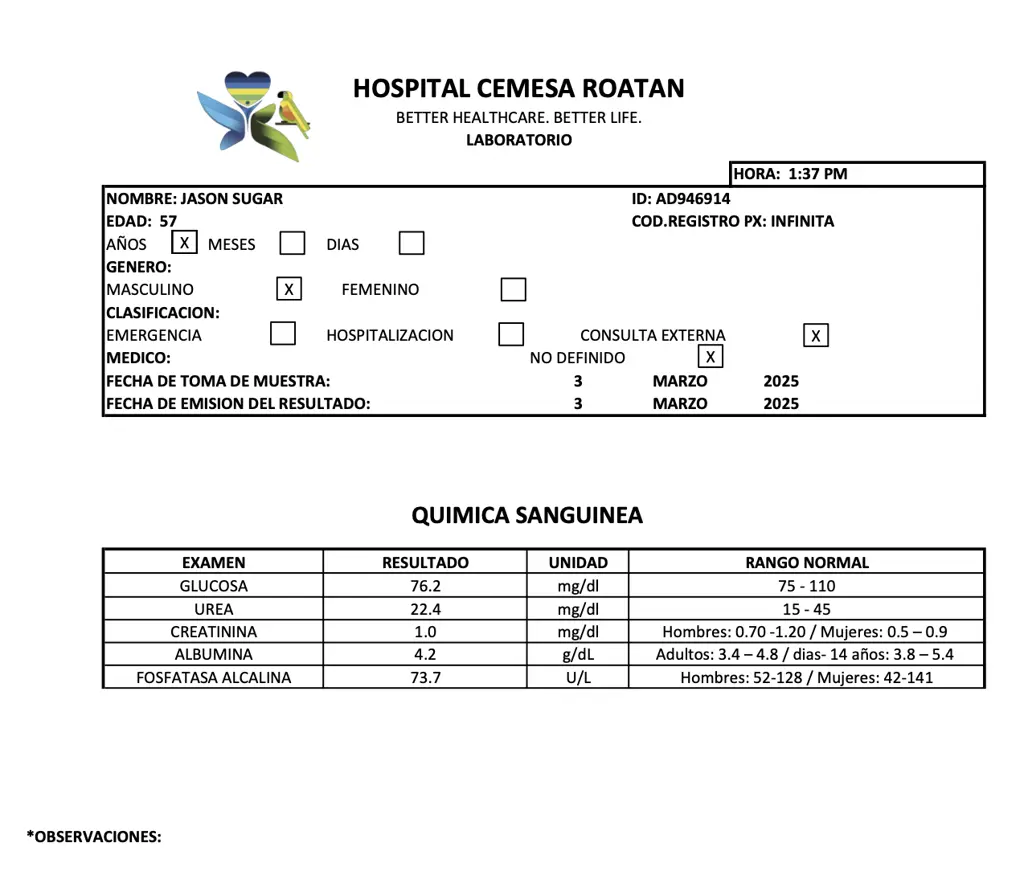 HOSPITAL CEMESA ROATAN
BETTER HEALTHCARE. BETTER LIFE.
LABORATORIO
HORA: 1:37 PM
NOMBRE: JASON SUGAR ID: AD946914
EDAD: 57 COD.REGISTRO PX: INFINITA
AÑOS X MESES DIAS
GENERO:
MASCULINO X FEMENINO
CLASIFICACION:
EMERGENCIA HOSPITALIZACION CONSULTA EXTERNA X
MEDICO: NO DEFINIDO X
FECHA DE TOMA DE MUESTRA: 3 MARZO 2025
FECHA DE EMISION DEL RESULTADO: 3 MARZO 2025
QUIMICA SANGUINEA
EXAMEN RESULTADO UNIDAD RANGO NORMAL
GLUCOSA 76.2 mg/dl 75 - 110
UREA 22.4 mg/dl 15 - 45
CREATININA 1.0 mg/dl Hombres: 0.70 -1.20 / Mujeres: 0.5 – 0.9
ALBUMINA 4.2 g/dL Adultos: 3.4 – 4.8 / dias- 14 años: 3.8 – 5.4
FOSFATASA ALCALINA 73.7 U/L Hombres: 52-128 / Mujeres: 42-141
*OBSERVACIONES: